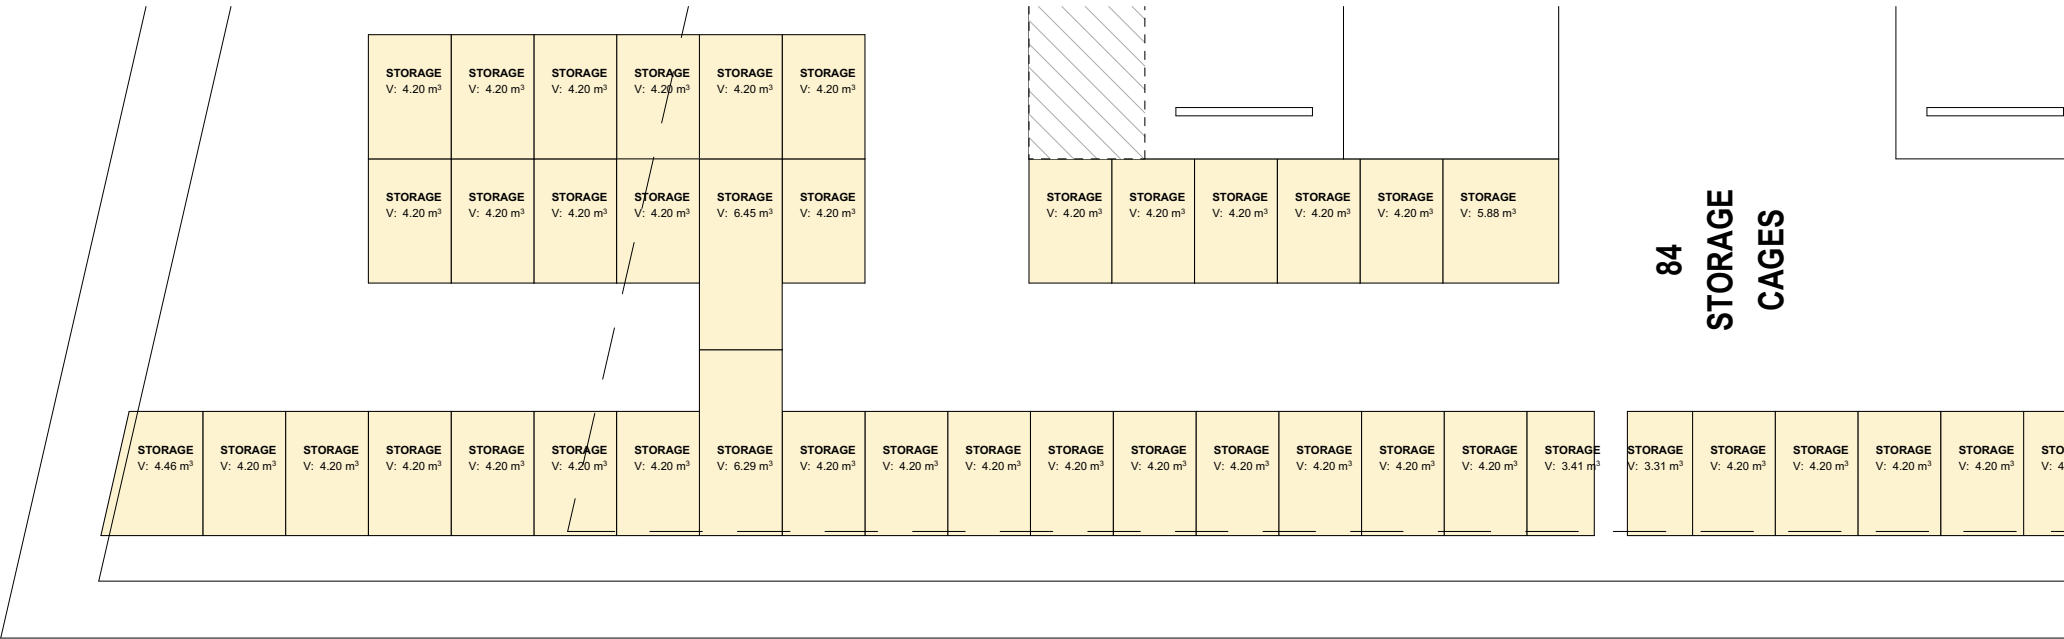 STORAGE STORAGE STORAGE STORAGE STORAGE STORAGE
V: 4.20 m³ V: 4.20 m³ V: 4.20 m³ V: 4.20 m³ V: 4.20 m³ V: 4.20 m³
STORAGE STORAGE STORAGE STORAGE STORAGE STORAGE
V: 4.20 m³ V: 4.20 m³ V: 4.20 m³ V: 4.20 m³ V: 6.45 m³ V: 4.20 m³
STORAGE STORAGE STORAGE STORAGE STORAGE STORAGE
V: 4.20 m³ V: 4.20 m³ V: 4.20 m³ V: 4.20 m³ V: 4.20 m³ V: 5.88 m³
84
STORAGE
CAGES
STORAGE STORAGE STORAGE STORAGE STORAGE STORAGE STORAGE STORAGE STORAGE STORAGE STORAGE STORAGE STORAGE STORAGE STORAGE STORAGE STORAGE STORAGE
V: 4.46 m³ V: 4.20 m³ V: 4.20 m³ V: 4.20 m³ V: 4.20 m³ V: 4.20 m³ V: 4.20 m³ V: 6.29 m³ V: 4.20 m³ V: 4.20 m³ V: 4.20 m³ V: 4.20 m³ V: 4.20 m³ V: 4.20 m³ V: 4.20 m³ V: 4.20 m³ V: 4.20 m³ V: 3.41 m³
STORAGE STORAGE STORAGE STORAGE STORAGE STO
V: 3.31 m³ V: 4.20 m³ V: 4.20 m³ V: 4.20 m³ V: 4.20 m³ V: 4